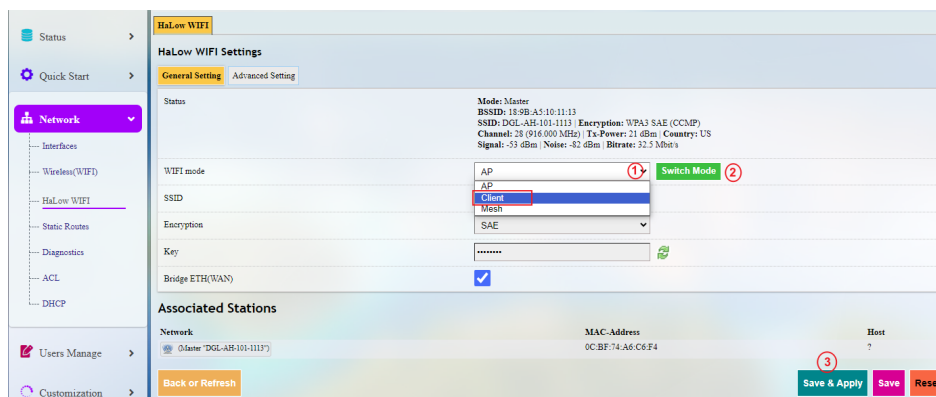 Status
Quick Start
Network
Interfaces
Wireless(WIFI)
HaLow WIFI
Static Routes
Diagnostics
ACL
DHCP
Users Manage
Customization
HaLow WIFI
HaLow WIFI Settings
General Setting Advanced Setting
Status
Mode: Master
BSSID: 18:9B:A5:10:11:13
SSID: DGL-AH-101-1113 | Encryption: WPA3 SAE (CCMP)
Channel: 28 (916.000 MHz) | Tx-Power: 21 dBm | Country: US
Signal: -53 dBm | Noise: -82 dBm | Bitrate: 32.5 Mbit/s
WIFI mode AP 1 Switch Mode 2
AP
Client
Mesh
SSID
Encryption SAE
Key ••••••••
Bridge ETH(WAN)
Associated Stations
Network MAC-Address Host
(Master "DGL-AH-101-1113") 0C:BF:74:A6:C6:F4 ?
3
Back or Refresh Save & Apply Save Rese